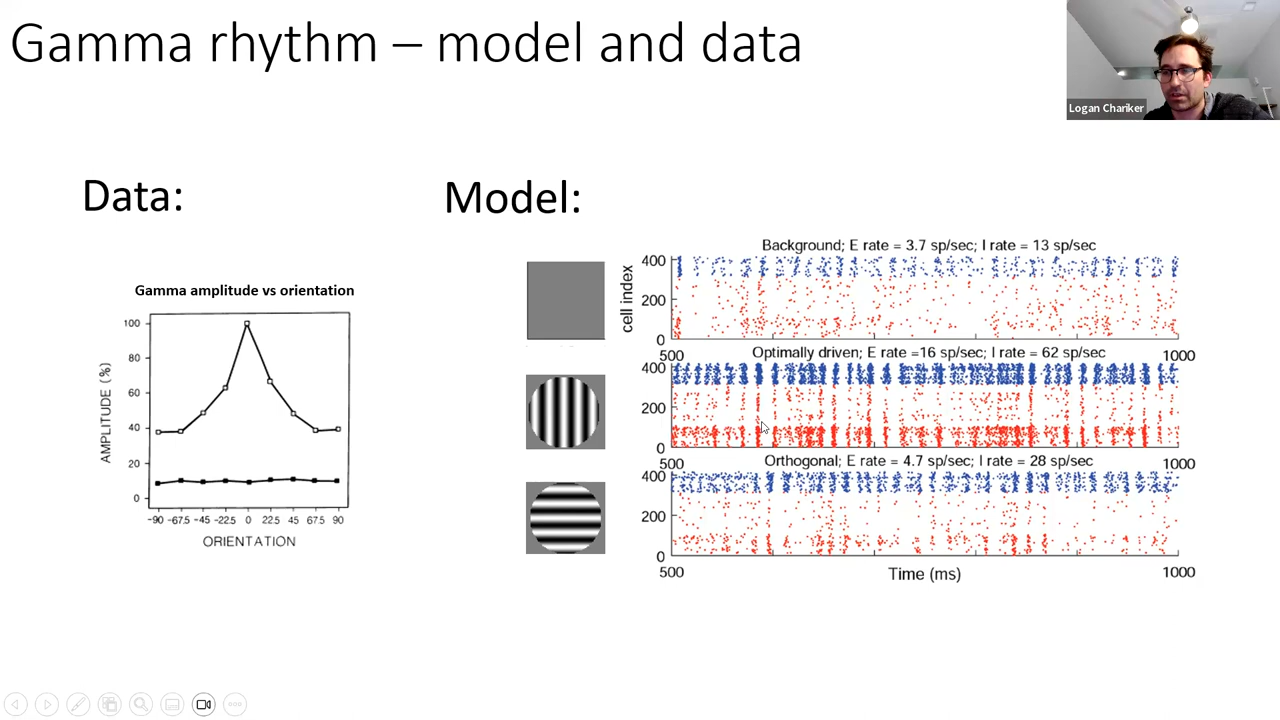 Gamma rhythm – model and data
Logan Chariker
Data:
Model:
Gamma amplitude vs orientation
AMPLITUDE (%)
100
80
60
40
20
0
-90 -67.5 -45 -22.5 0 22.5 45 67.5 90
ORIENTATION
Background; E rate = 3.7 sp/sec; I rate = 13 sp/sec
cell index
400
200
0
500 1000
Optimally driven; E rate =16 sp/sec; I rate = 62 sp/sec
400
200
0
500 1000
Orthogonal; E rate = 4.7 sp/sec; I rate = 28 sp/sec
400
200
0
500 1000
Time (ms)